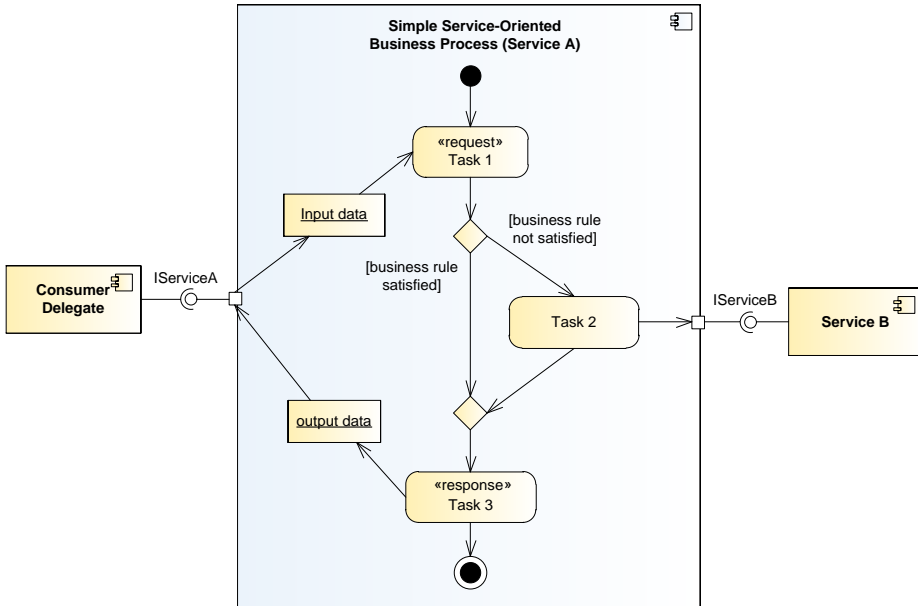 Simple Service-Oriented
Business Process (Service A)
«request»
Task 1
Input data
[business rule
not satisfied]
[business rule
satisfied]
IServiceA
Consumer
Delegate
Task 2
IServiceB
Service B
output data
«response»
Task 3